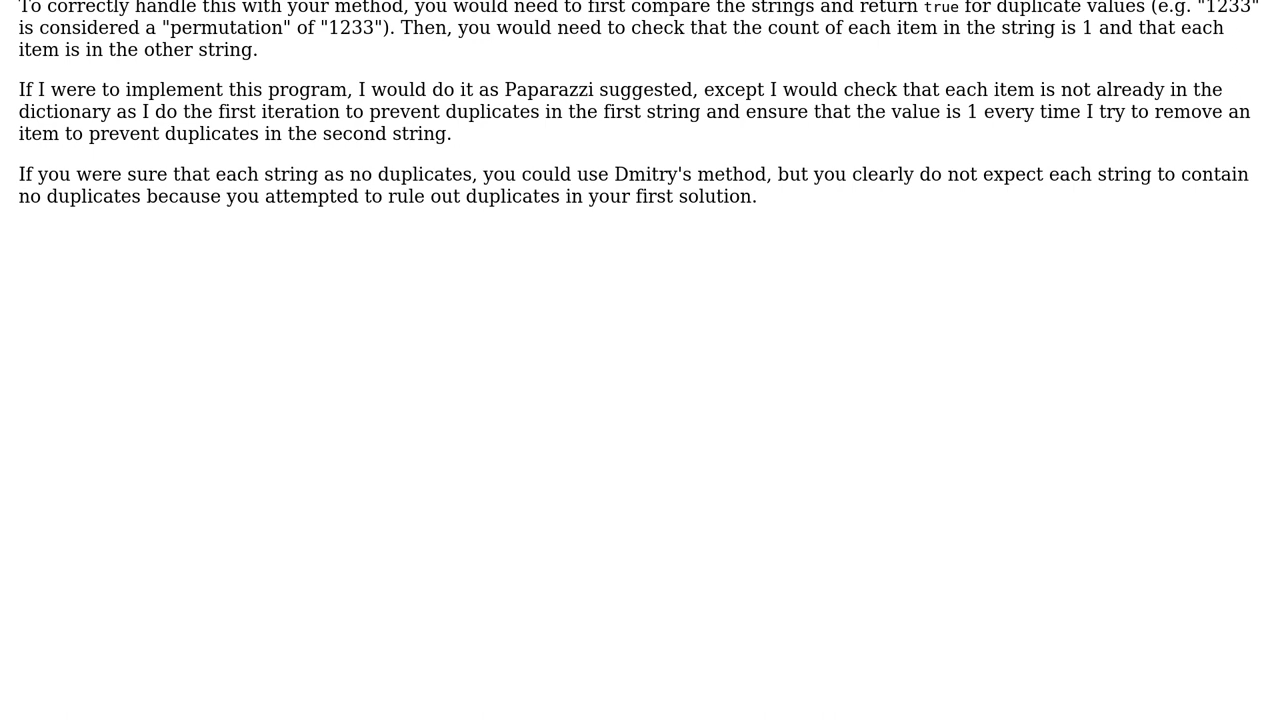 To correctly handle this with your method, you would need to first compare the strings and return true for duplicate values (e.g. "1233"
is considered a "permutation" of "1233"). Then, you would need to check that the count of each item in the string is 1 and that each
item is in the other string.
If I were to implement this program, I would do it as Paparazzi suggested, except I would check that each item is not already in the
dictionary as I do the first iteration to prevent duplicates in the first string and ensure that the value is 1 every time I try to remove an
item to prevent duplicates in the second string.
If you were sure that each string as no duplicates, you could use Dmitry's method, but you clearly do not expect each string to contain
no duplicates because you attempted to rule out duplicates in your first solution.